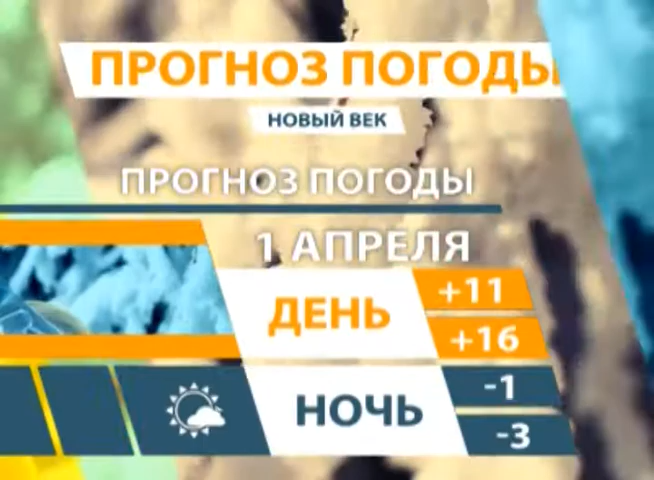 ПРОГНОЗ ПОГОДЫ
НОВЫЙ ВЕК
ПРОГНОЗ ПОГОДЫ
1 АПРЕЛЯ
ДЕНЬ
+11
+16
НОЧЬ
-1
-3